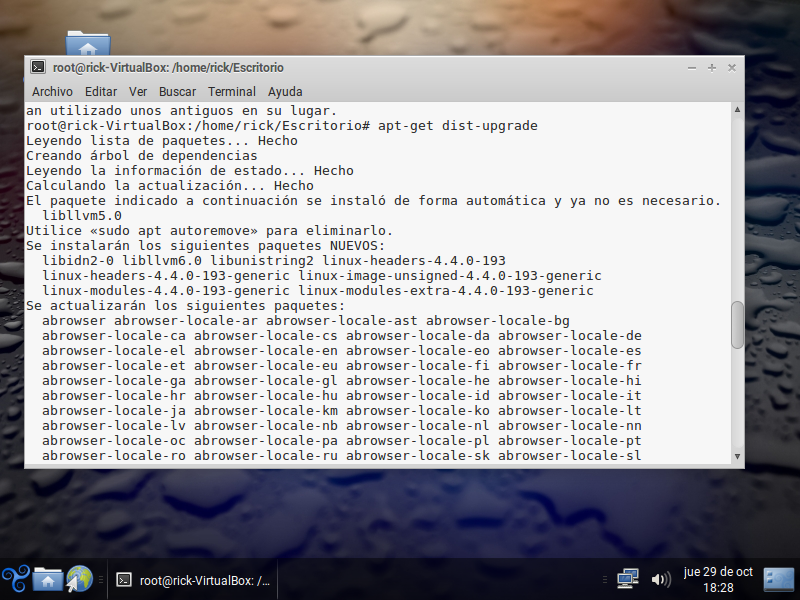 root@rick-VirtualBox: /home/rick/Escritorio
Archivo Editar Ver Buscar Terminal Ayuda
an utilizado unos antiguos en su lugar.
root@rick-VirtualBox:/home/rick/Escritorio# apt-get dist-upgrade
Leyendo lista de paquetes... Hecho
Creando árbol de dependencias
Leyendo la información de estado... Hecho
Calculando la actualización... Hecho
El paquete indicado a continuación se instaló de forma automática y ya no es necesario.
libllvm5.0
Utilice «sudo apt autoremove» para eliminarlo.
Se instalarán los siguientes paquetes NUEVOS:
libidn2-0 libllvm6.0 libunistring2 linux-headers-4.4.0-193
linux-headers-4.4.0-193-generic linux-image-unsigned-4.4.0-193-generic
linux-modules-4.4.0-193-generic linux-modules-extra-4.4.0-193-generic
Se actualizarán los siguientes paquetes:
abrowser abrowser-locale-ar abrowser-locale-ast abrowser-locale-bg
abrowser-locale-ca abrowser-locale-cs abrowser-locale-da abrowser-locale-de
abrowser-locale-el abrowser-locale-en abrowser-locale-eo abrowser-locale-es
abrowser-locale-et abrowser-locale-eu abrowser-locale-fi abrowser-locale-fr
abrowser-locale-ga abrowser-locale-gl abrowser-locale-he abrowser-locale-hi
abrowser-locale-hr abrowser-locale-hu abrowser-locale-id abrowser-locale-it
abrowser-locale-ja abrowser-locale-km abrowser-locale-ko abrowser-locale-lt
abrowser-locale-lv abrowser-locale-nb abrowser-locale-nl abrowser-locale-nn
abrowser-locale-oc abrowser-locale-pa abrowser-locale-pl abrowser-locale-pt
abrowser-locale-ro abrowser-locale-ru abrowser-locale-sk abrowser-locale-sl
root@rick-VirtualBox: /...
jue 29 de oct
18:28